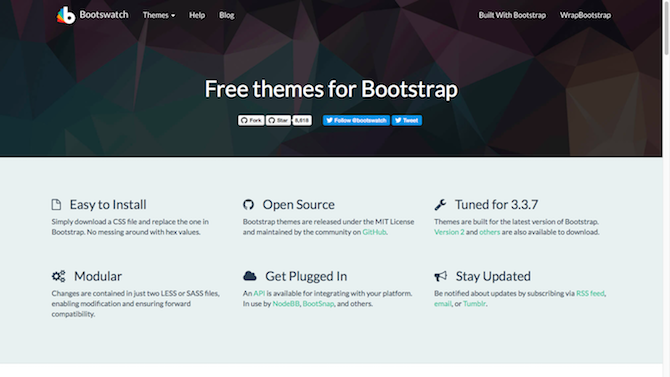 Bootswatch Themes Help Blog Built With Bootstrap WrapBootstrap
Free themes for Bootstrap
Fork Star 8,618 Follow @bootswatch Tweet
Easy to Install
Simply download a CSS file and replace the one in
Bootstrap. No messing around with hex values.
Open Source
Bootstrap themes are released under the MIT License
and maintained by the community on GitHub.
Tuned for 3.3.7
Themes are built for the latest version of Bootstrap.
Version 2 and others are also available to download.
Modular
Changes are contained in just two LESS or SASS files,
enabling modification and ensuring forward
compatibility.
Get Plugged In
An API is available for integrating with your platform.
In use by NodeBB, BootSnap, and others.
Stay Updated
Be notified about updates by subscribing via RSS feed,
email, or Tumblr.